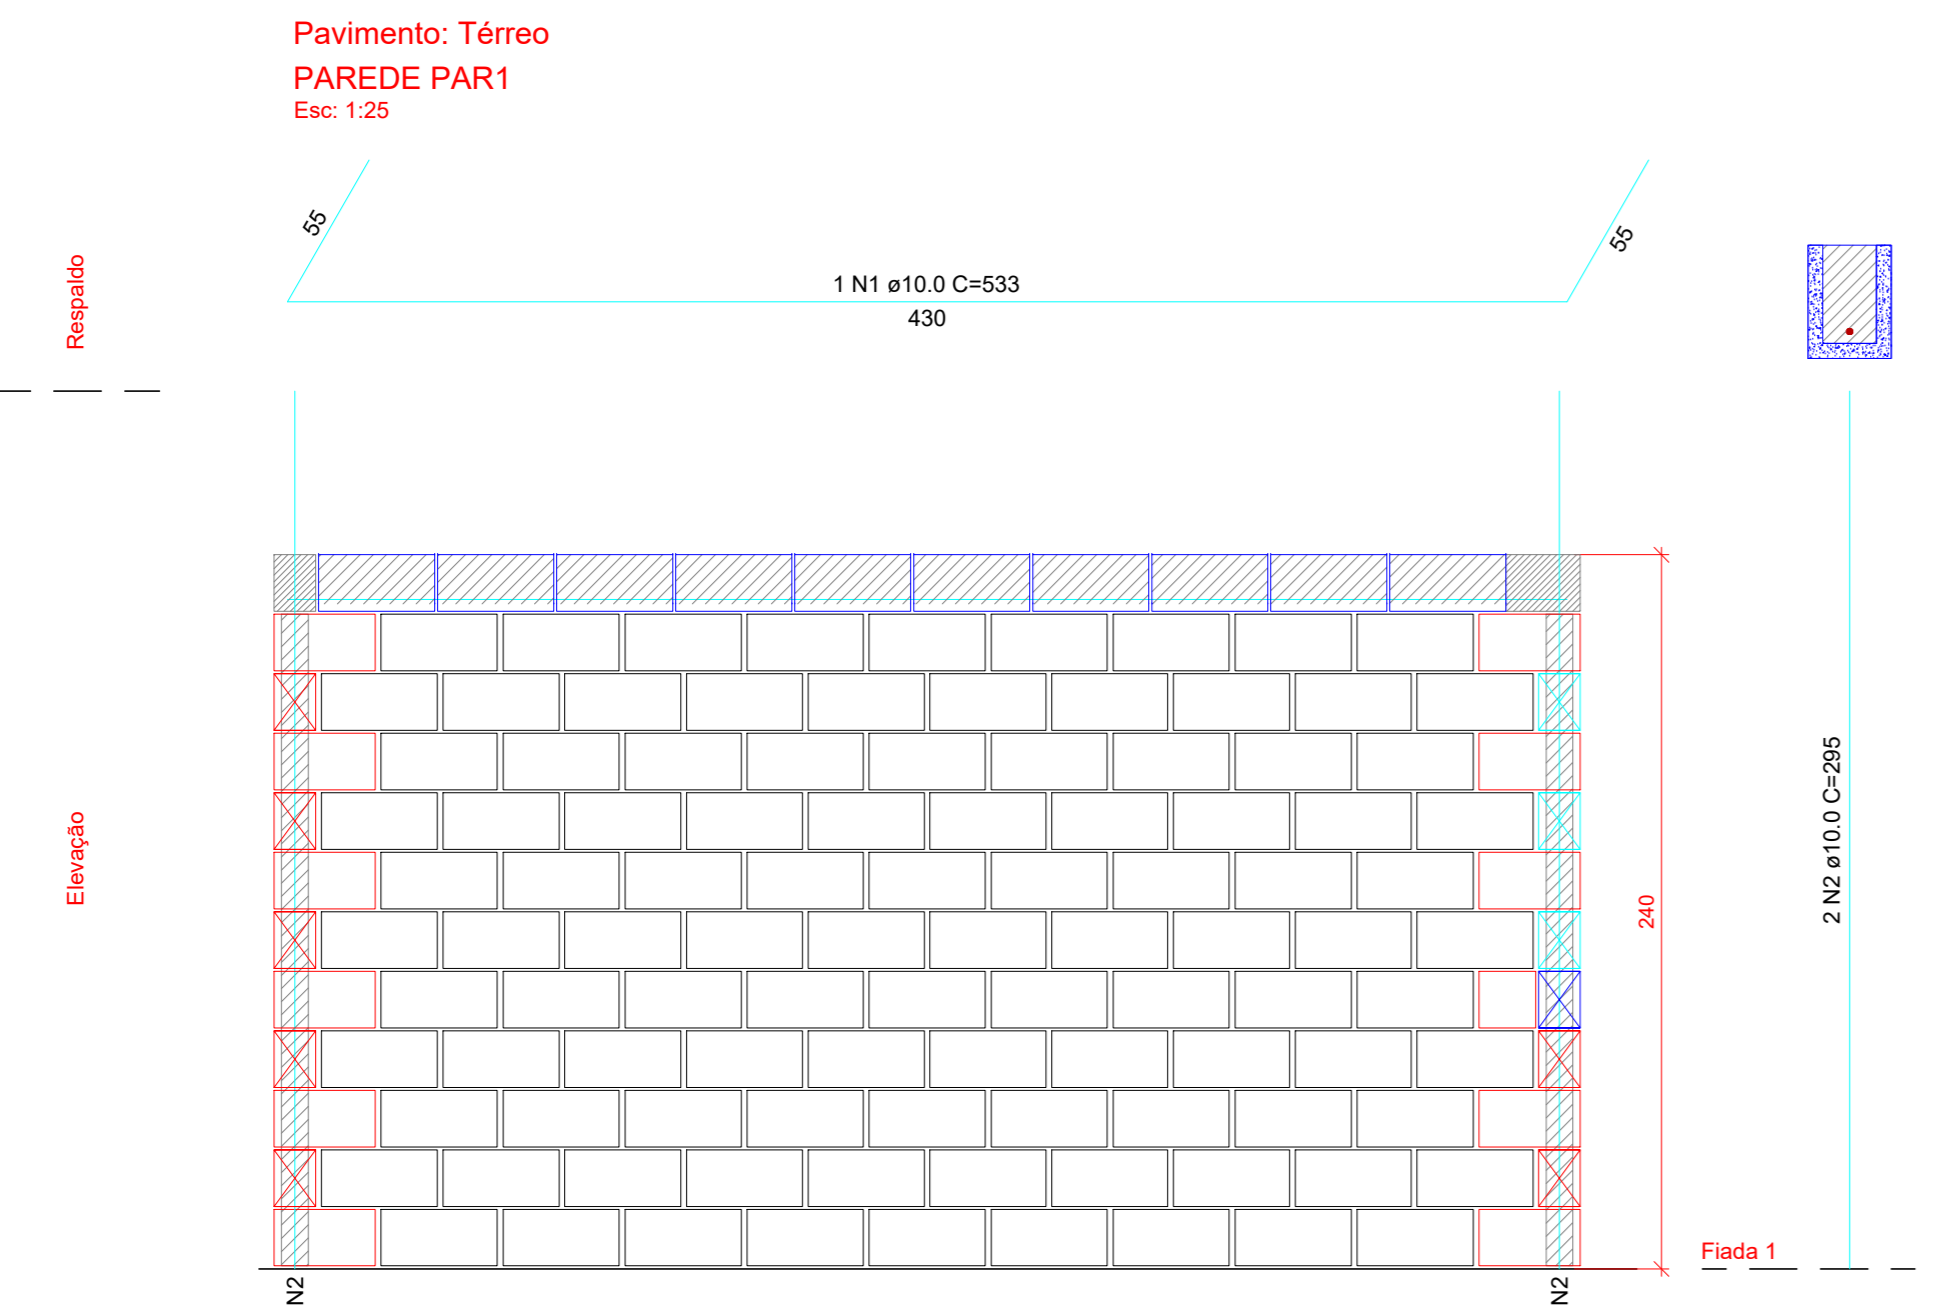 Pavimento: Térreo
PAREDE PAR1
Esc: 1:25
55
55
Respaldo
1 N1 ø10.0 C=533
430
Elevação
240
2 N2 ø10.0 C=295
Fiada 1
N2
N2